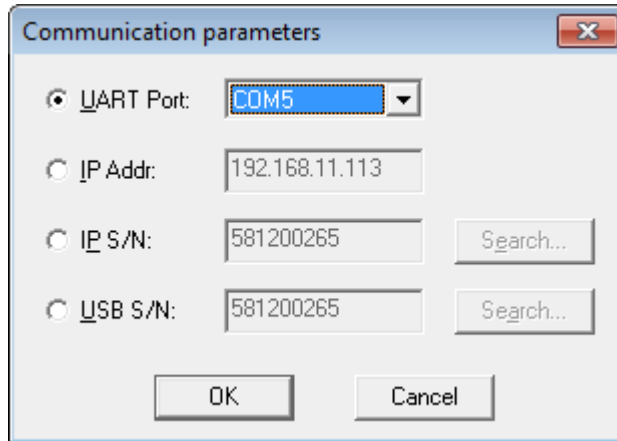 Communication parameters
UART Port: COM5
IP Addr: 192.168.11.113
IP S/N: 581200265 Search...
USB S/N: 581200265 Search...
OK Cancel